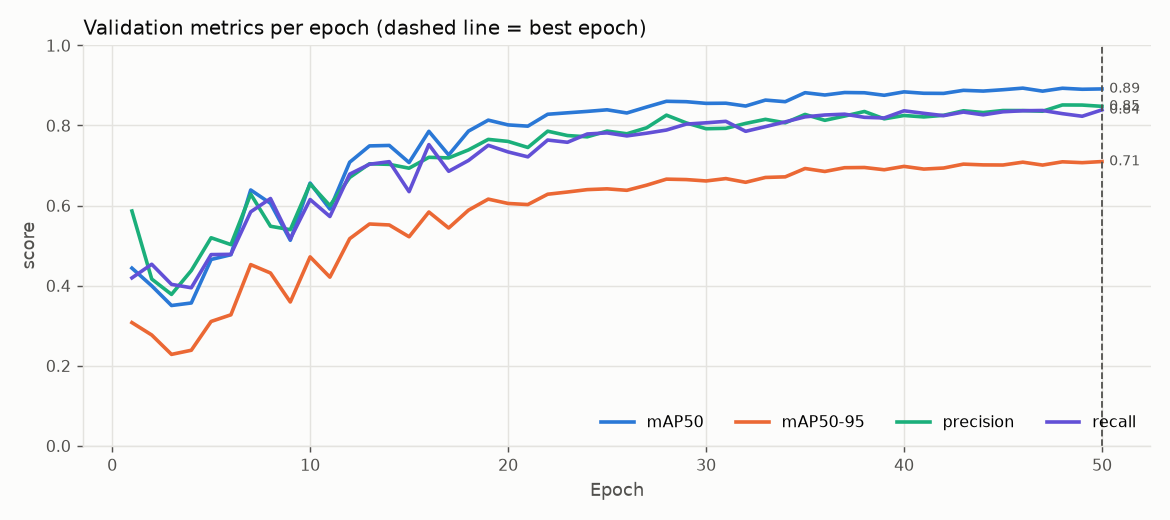 Validation metrics per epoch (dashed line = best epoch)
score
1.0
0.8
0.6
0.4
0.2
0.0
0.89
0.85
0.84
0.71
mAP50 mAP50-95 precision recall
0 10 20 30 40 50
Epoch